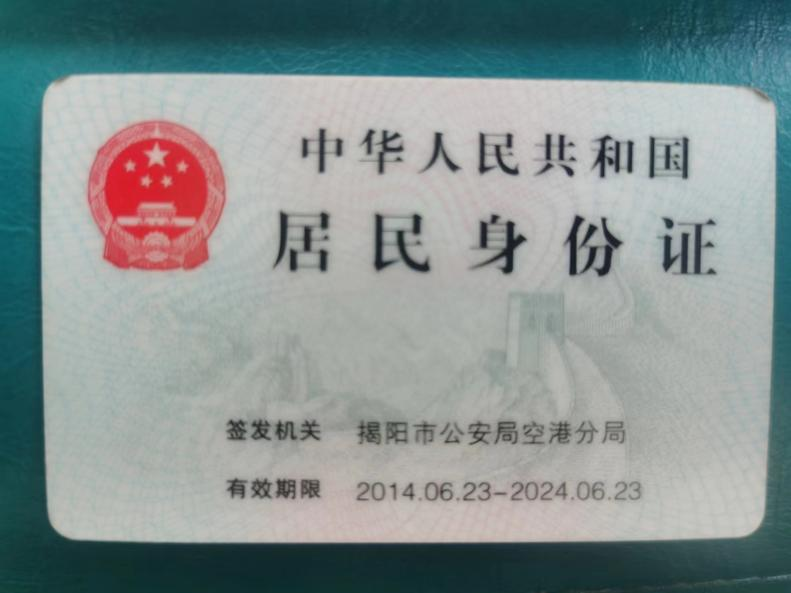 中华人民共和国
居民身份证
签发机关 揭阳市公安局空港分局
有效期限 2014.06.23-2024.06.23